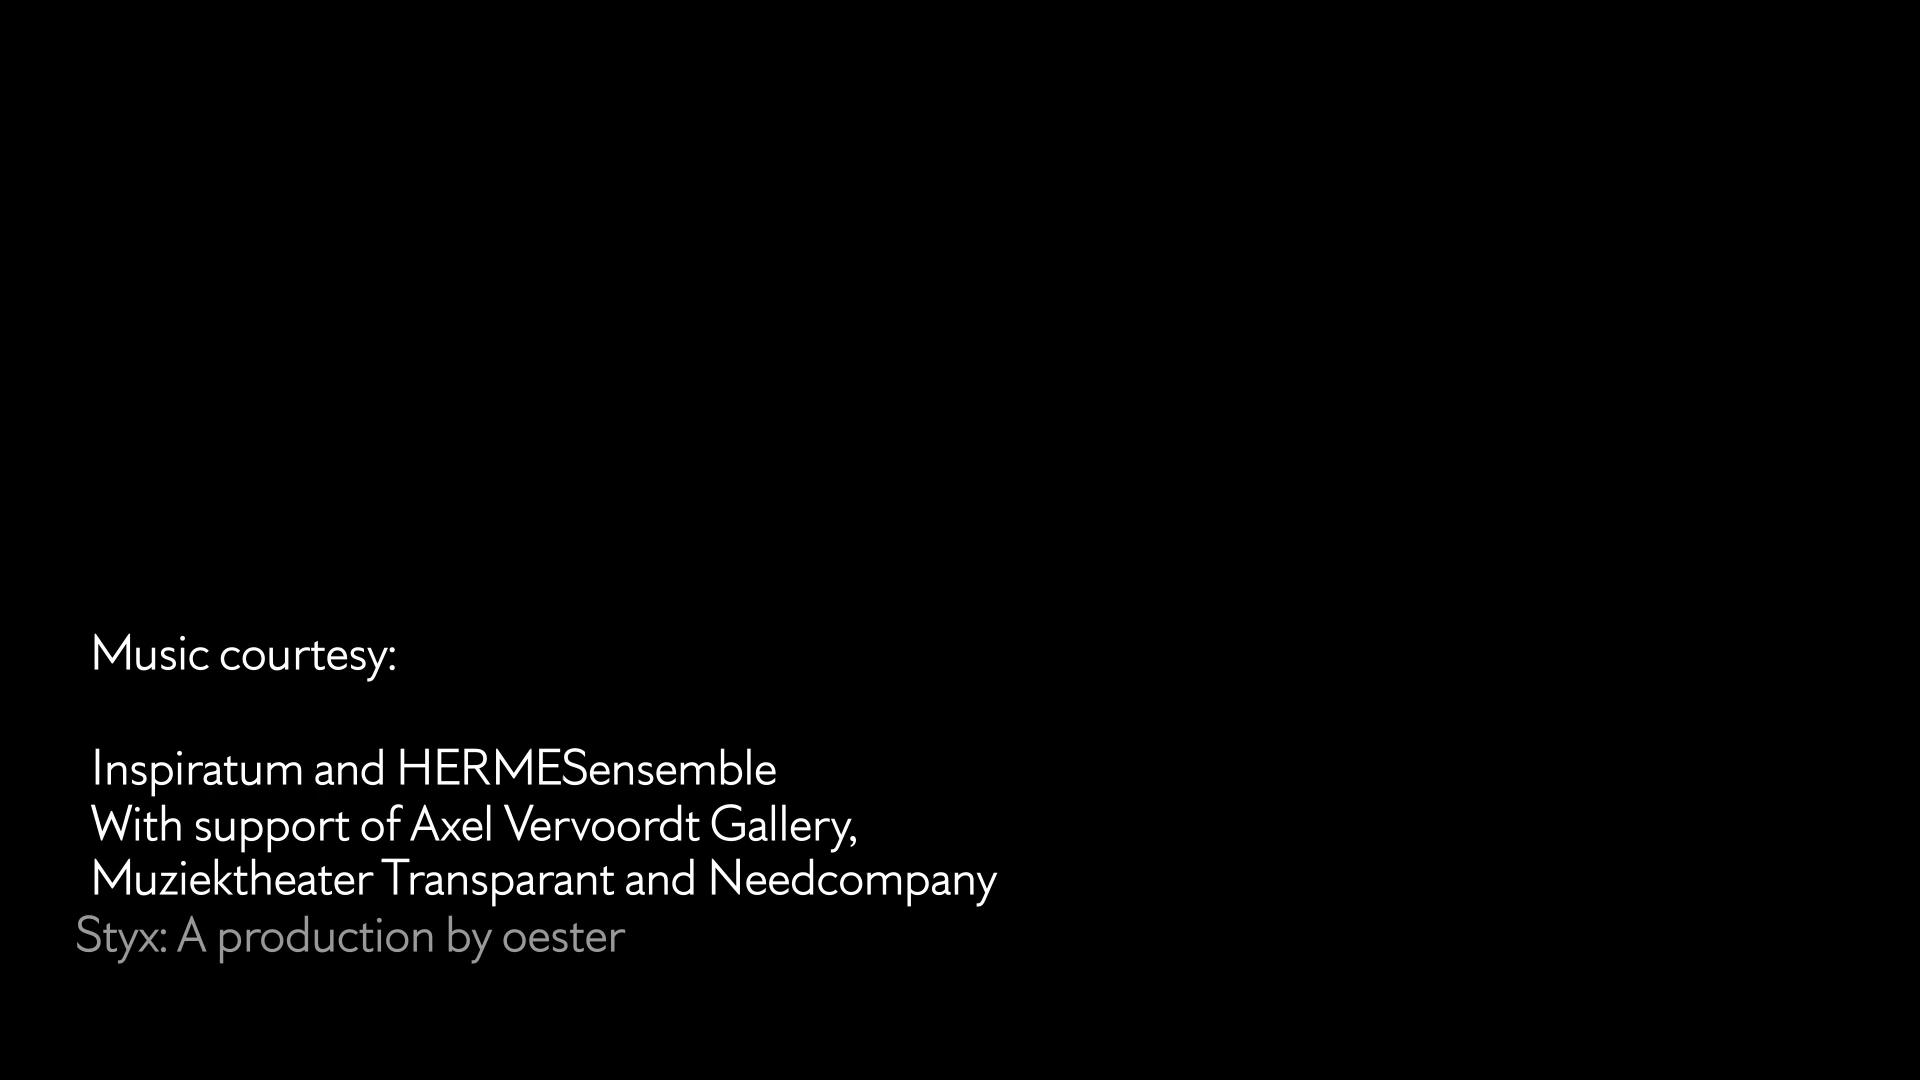 Music courtesy:
Inspiratum and HERMESensemble
With support of Axel Vervoordt Gallery,
Muziektheater Transparant and Needcompany
Styx: A production by oester